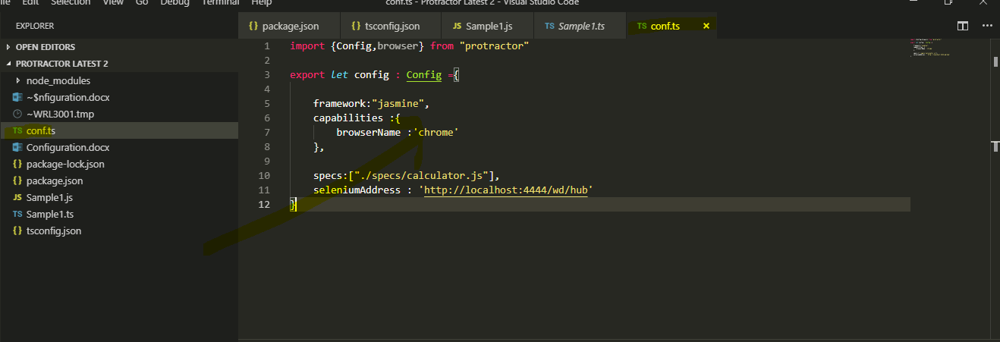 ile Edit Selection View Go Debug Terminal Help conf.ts - Protractor Latest 2 - Visual Studio Code
EXPLORER
{} package.json {} tsconfig.json JS Sample1.js TS Sample1.ts TS conf.ts ×
OPEN EDITORS
PROTRACTOR LATEST 2
node_modules
~$nfiguration.docx
~WRL3001.tmp
TS conf.ts
Configuration.docx
{} package-lock.json
{} package.json
JS Sample1.js
TS Sample1.ts
{} tsconfig.json
1 import {Config,browser} from "protractor"
2
3 export let config : Config ={
4
5 framework:"jasmine",
6 capabilities :{
7 browserName :'chrome'
8 },
9
10 specs:["./specs/calculator.js"],
11 seleniumAddress : 'http://localhost:4444/wd/hub'
12 }